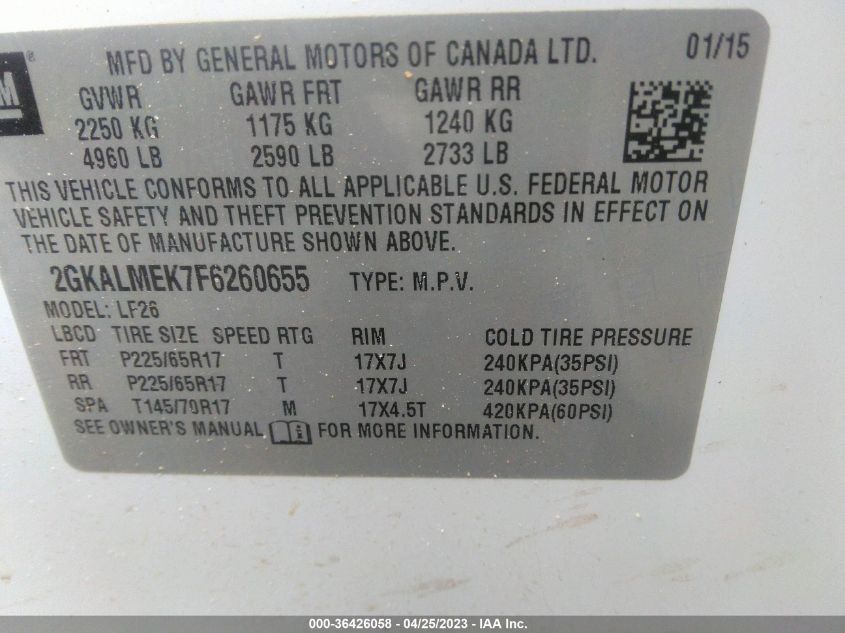 MFD BY GENERAL MOTORS OF CANADA LTD. 01/15
GVWR GAWR FRT GAWR RR
2250 KG 1175 KG 1240 KG
4960 LB 2590 LB 2733 LB
THIS VEHICLE CONFORMS TO ALL APPLICABLE U.S. FEDERAL MOTOR
VEHICLE SAFETY AND THEFT PREVENTION STANDARDS IN EFFECT ON
THE DATE OF MANUFACTURE SHOWN ABOVE.
2GKALMEK7F6260655 TYPE: M.P.V.
MODEL: LF26
LBCD TIRE SIZE SPEED RTG RIM COLD TIRE PRESSURE
FRT P225/65R17 T 17X7J 240KPA(35PSI)
RR P225/65R17 T 17X7J 240KPA(35PSI)
SPA T145/70R17 M 17X4.5T 420KPA(60PSI)
SEE OWNER'S MANUAL FOR MORE INFORMATION.
000-36426058 - 04/25/2023 - IAA Inc.